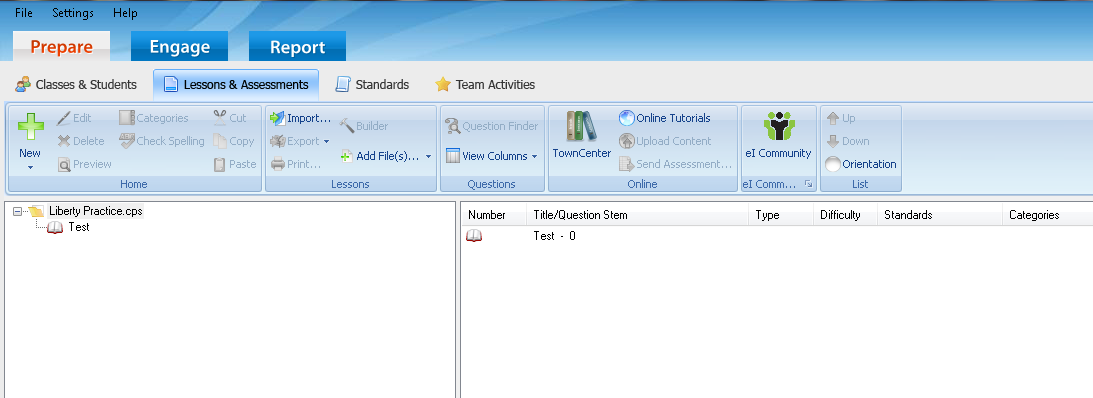 File Settings Help
Prepare Engage Report
Classes & Students Lessons & Assessments Standards Team Activities
New
Edit
Delete
Preview
Categories
Check Spelling
Cut
Copy
Paste
Home
Import...
Export
Print...
Builder
Add File(s)...
Lessons
Question Finder
View Columns
Questions
TownCenter
Online Tutorials
Upload Content
Send Assessment...
Online
eI Community
eI Comm...
Up
Down
Orientation
List
Liberty Practice.cps
Test
Number Title/Question Stem Type Difficulty Standards Categories
Test - 0